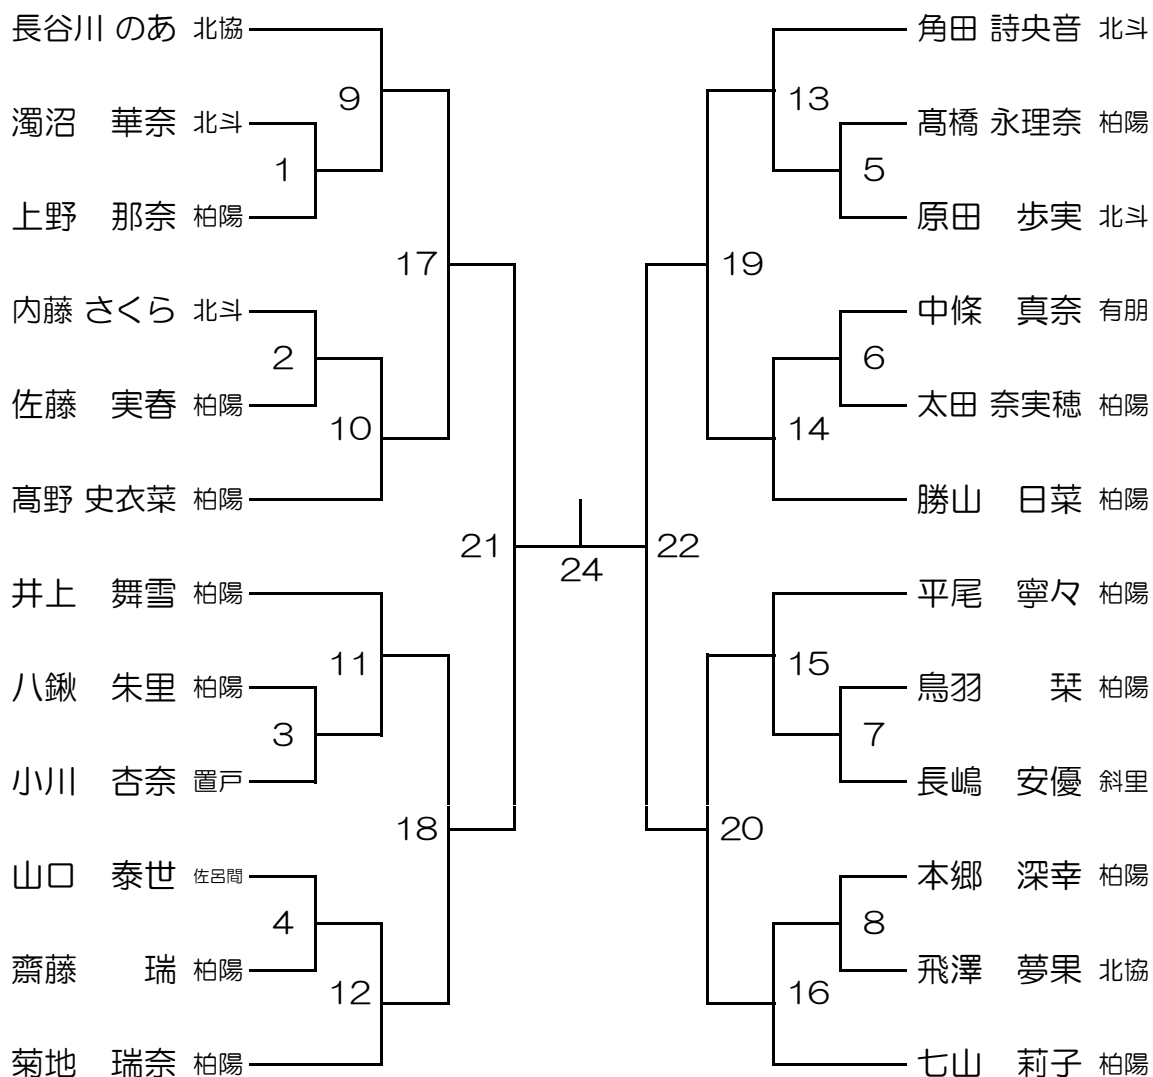 長谷川 のあ 北協
9
濁沼 華奈 北斗
1
上野 那奈 柏陽
17
内藤 さくら 北斗
2
佐藤 実春 柏陽
10
髙野 史衣菜 柏陽
21
井上 舞雪 柏陽
11
八鍬 朱里 柏陽
3
小川 杏奈 置戸
18
山口 泰世 佐呂間
4
齋藤 瑞 柏陽
12
菊地 瑞奈 柏陽
24
角田 詩央音 北斗
13
髙橋 永理奈 柏陽
5
原田 歩実 北斗
19
中條 真奈 有朋
6
太田 奈実穂 柏陽
14
勝山 日菜 柏陽
22
平尾 寧々 柏陽
15
鳥羽 栞 柏陽
7
長嶋 安優 斜里
20
本郷 深幸 柏陽
8
飛澤 夢果 北協
16
七山 莉子 柏陽